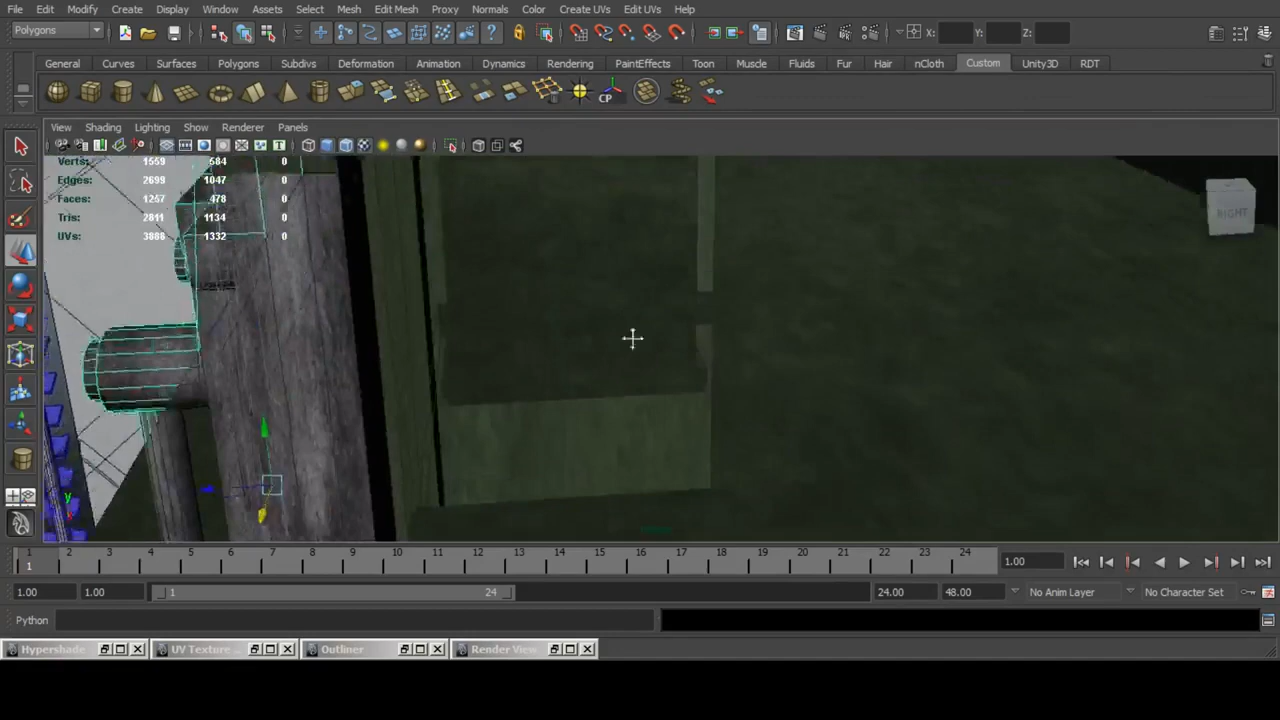 File Edit Modify Create Display Window Assets Select Mesh Edit Mesh Proxy Normals Color Create UVs Edit UVs Help
Polygons X: Y: Z:
General Curves Surfaces Polygons Subdivs Deformation Animation Dynamics Rendering PaintEffects Toon Muscle Fluids Fur Hair nCloth Custom Unity3D RDT
CP
View Shading Lighting Show Renderer Panels
Verts: 1559 584 0
Edges: 2699 1047 0
Faces: 1257 478 0
Tris: 2811 1134 0
UVs: 3888 1332 0
RIGHT
y
1 2 3 4 5 6 7 8 9 10 11 12 13 14 15 16 17 18 19 20 21 22 23 24
1 1.00
1.00 1.00 1 24 24.00 48.00 No Anim Layer No Character Set
Python
Hypershade UV Texture ... Outliner Render View